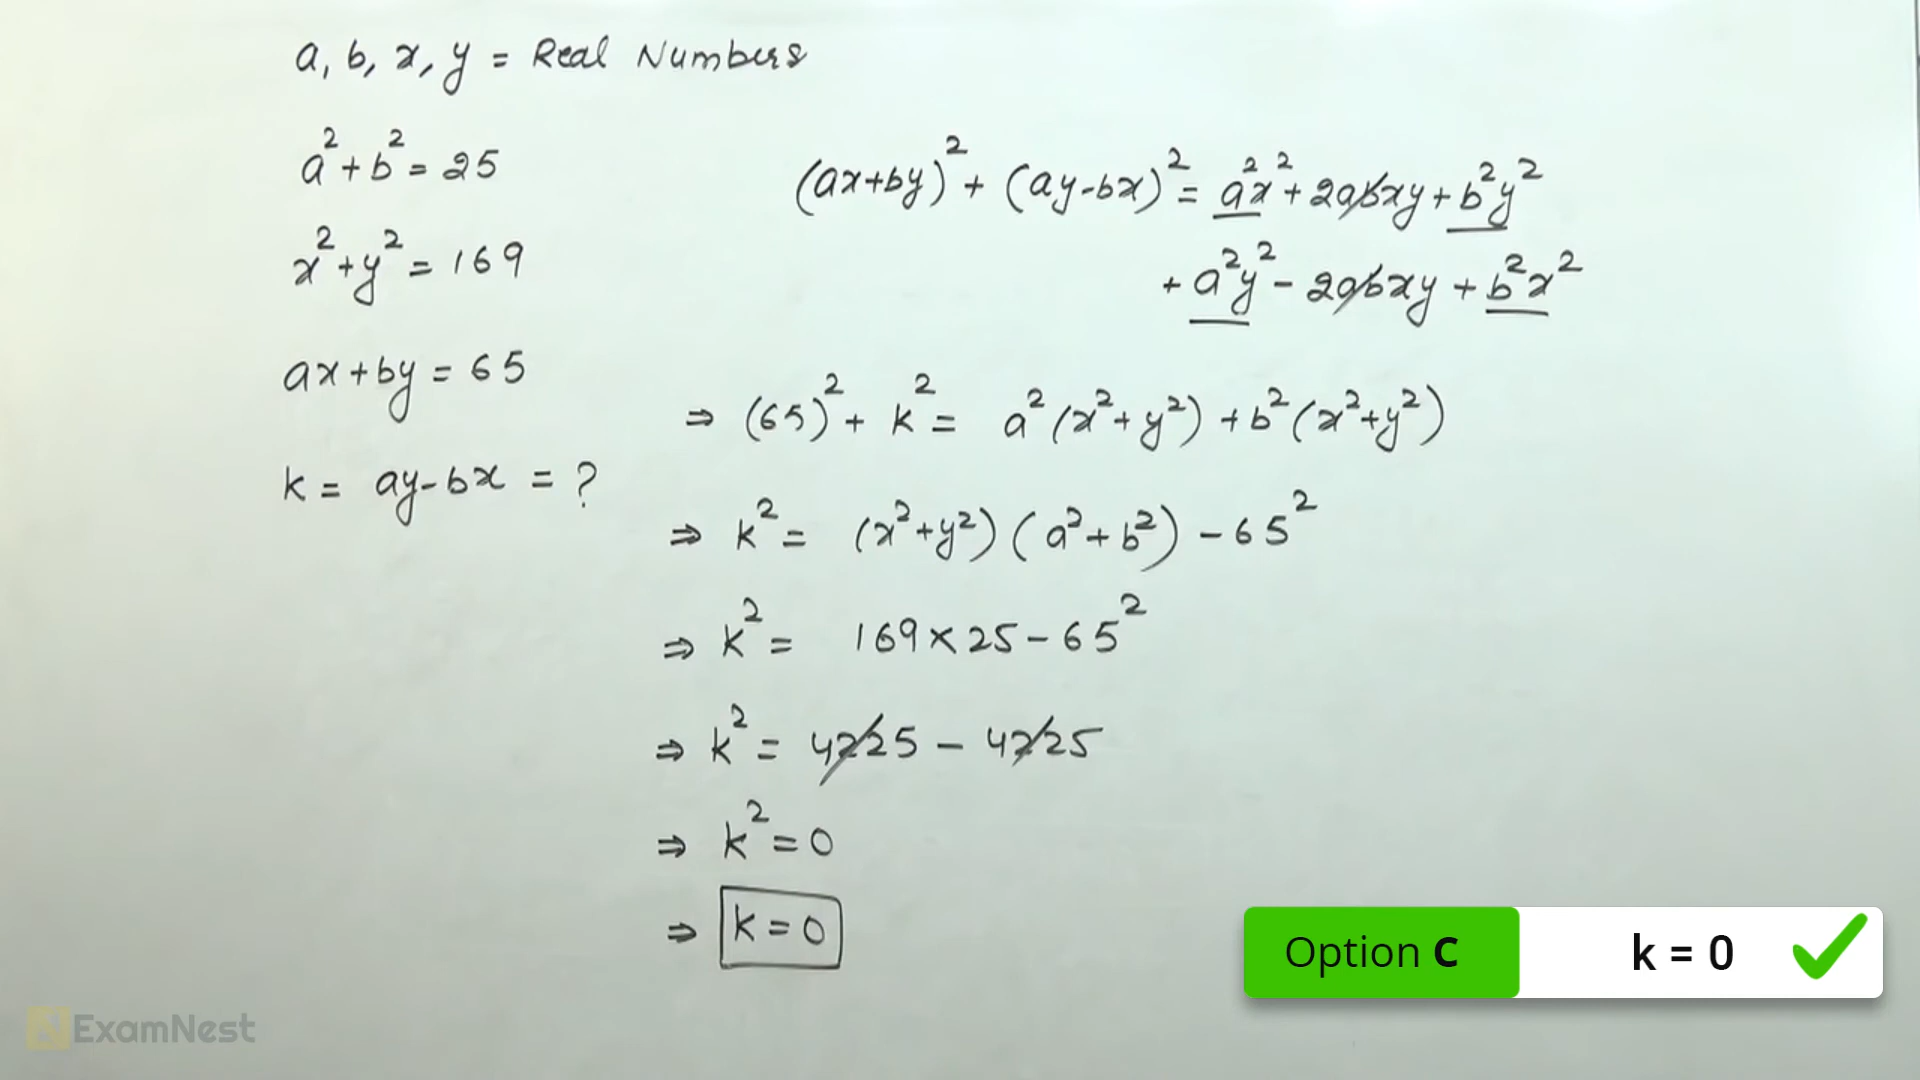 a, b, x, y = Real Numbers
a² + b² = 25
x² + y² = 169
ax + by = 65
k = ay - bx = ?
(ax+by)² + (ay-bx)² = a²x² + 2abxy + b²y²
+ a²y² - 2abxy + b²x²
⇒ (65)² + k² = a²(x²+y²) + b²(x²+y²)
⇒ k² = (x²+y²)(a²+b²) - 65²
⇒ k² = 169 × 25 - 65²
⇒ k² = 4225 - 4225
⇒ k² = 0
⇒ k = 0
Option C k = 0
ExamNest